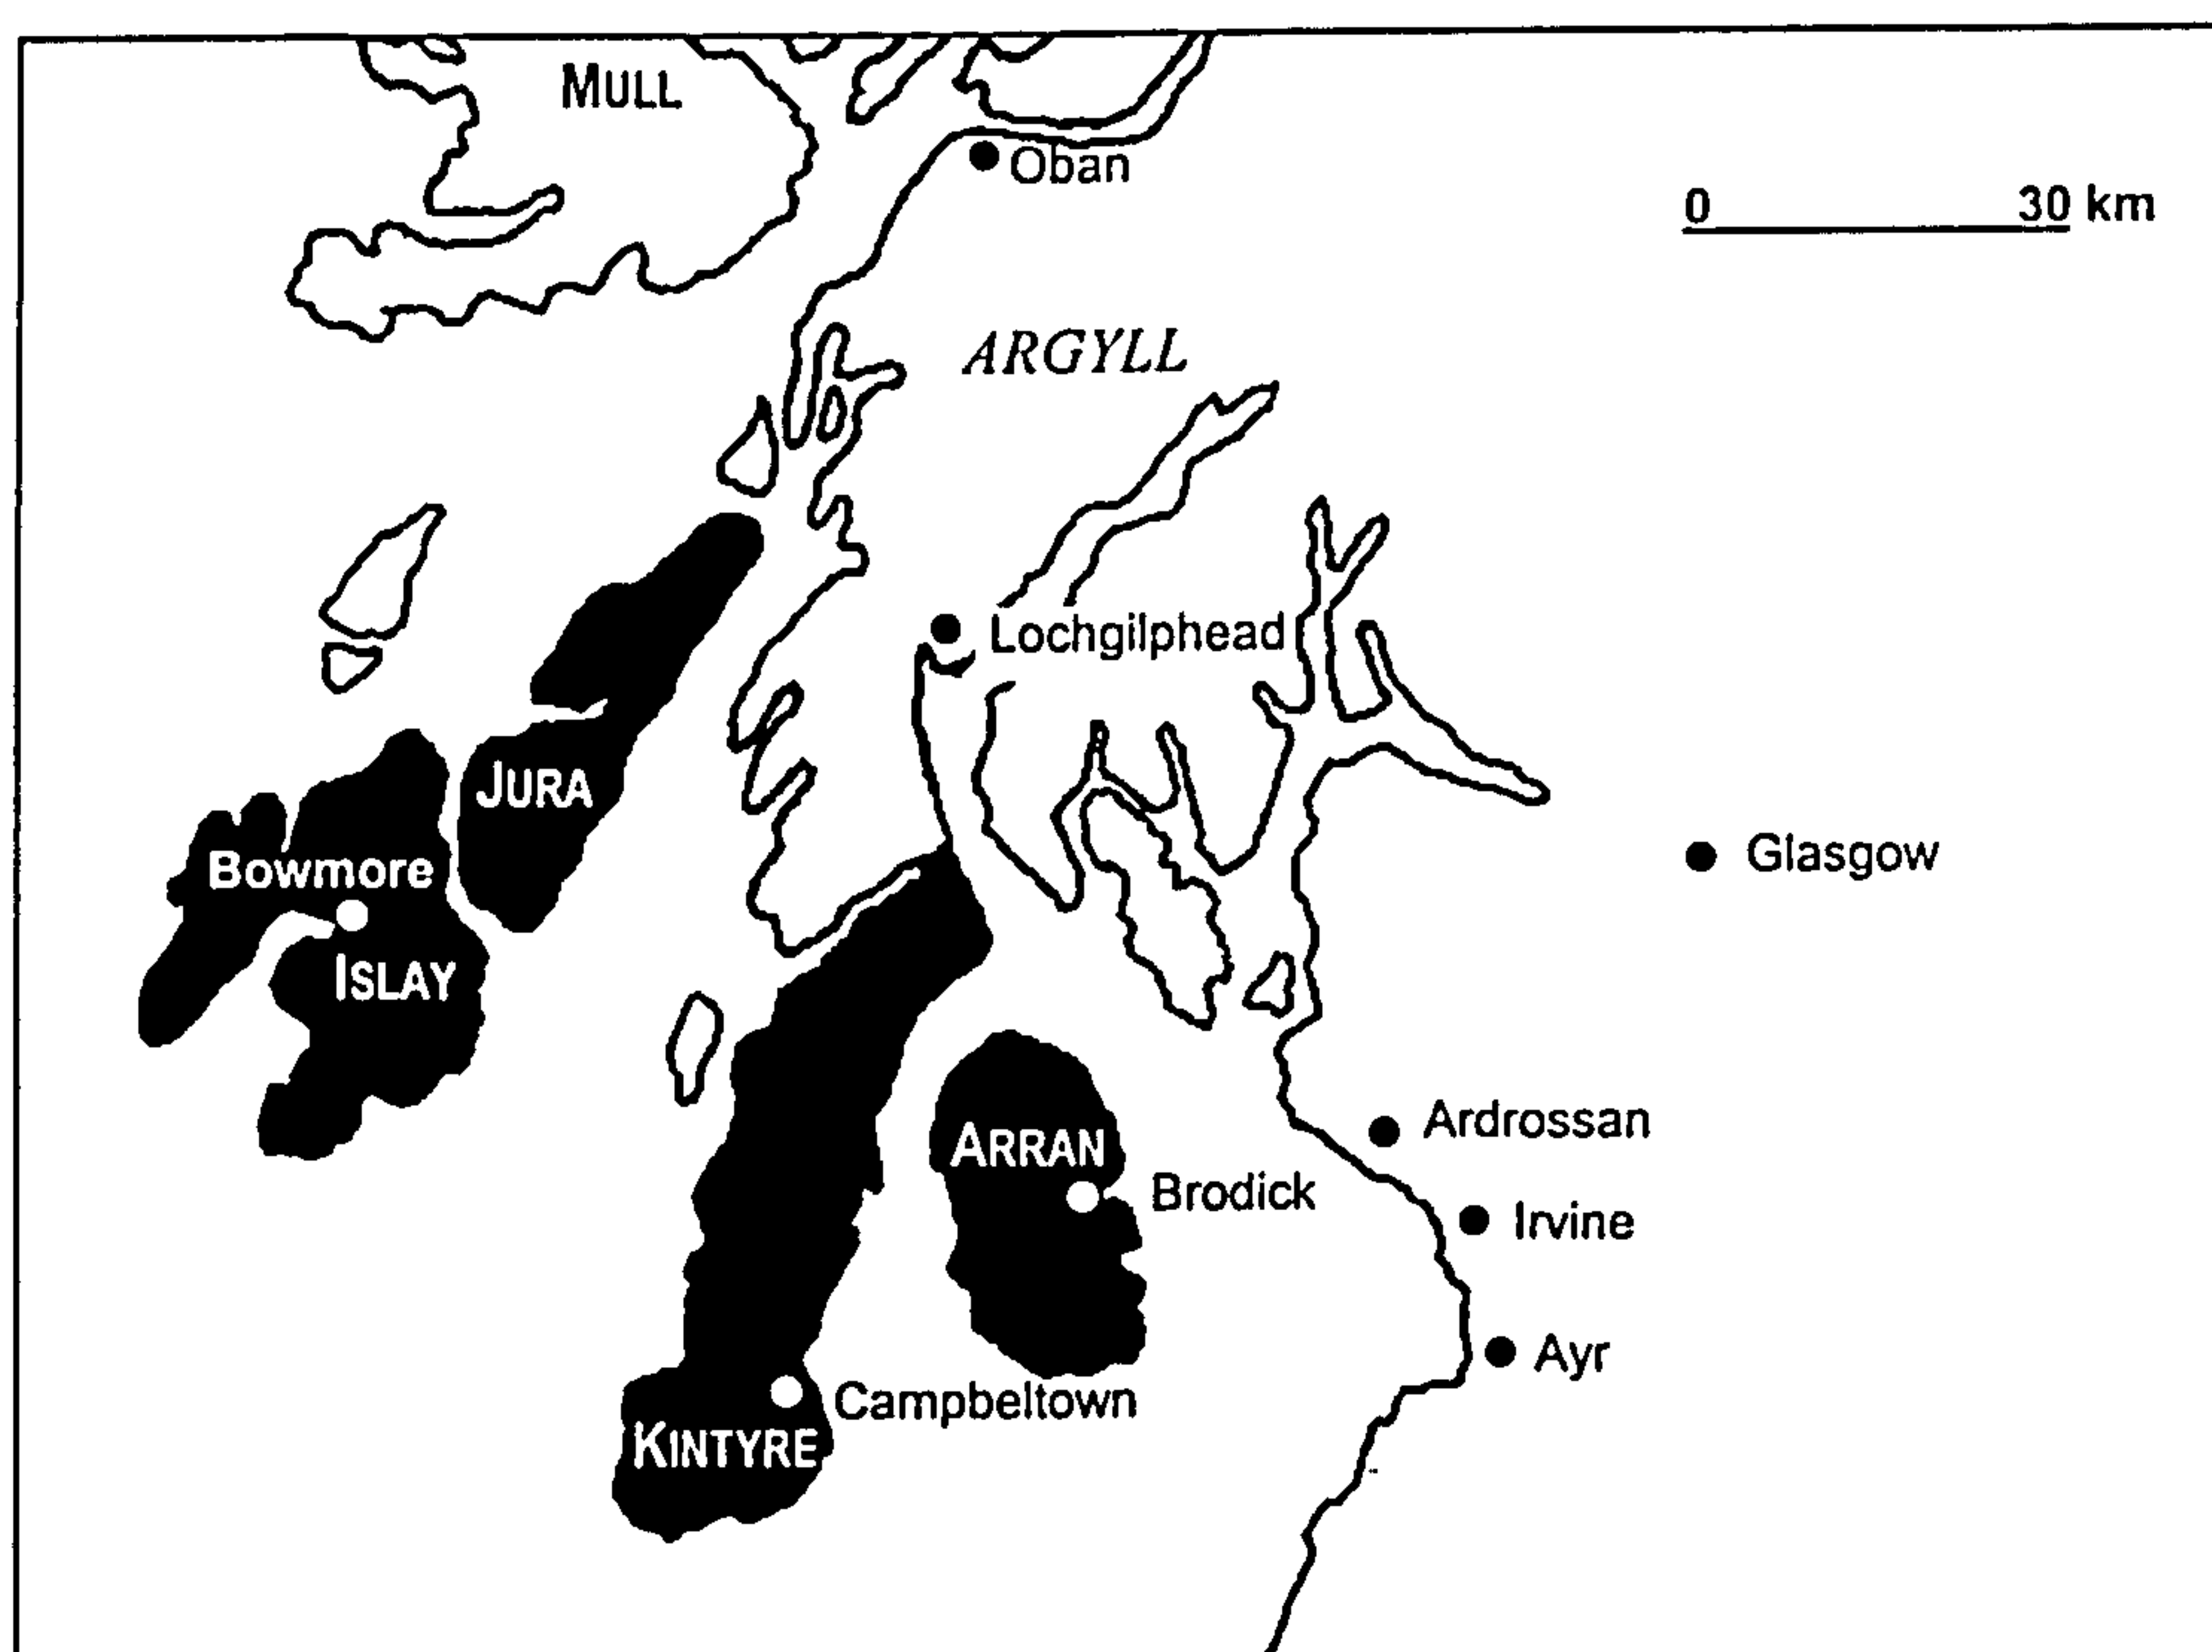 MULL
Oban
0 30 km
ARGYLL
Lochgilphead
JURA
Bowmore
Glasgow
ISLAY
Ardrossan
ARRAN
Brodick
Irvine
Ayr
Campbeltown
KINTYRE